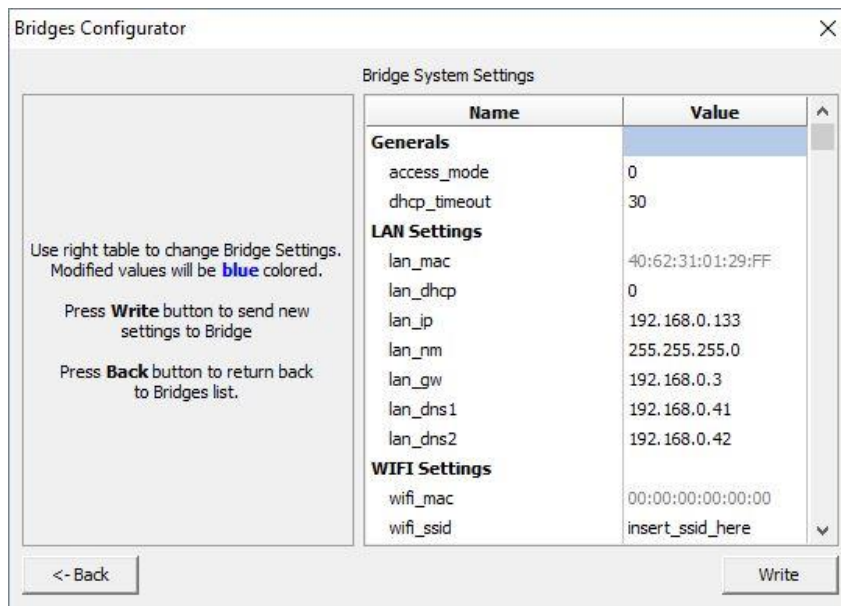 Bridges Configurator
Bridge System Settings
Use right table to change Bridge Settings.
Modified values will be blue colored.
Press Write button to send new
settings to Bridge
Press Back button to return back
to Bridges list.
Name Value
Generals
access_mode 0
dhcp_timeout 30
LAN Settings
lan_mac 40:62:31:01:29:FF
lan_dhcp 0
lan_ip 192.168.0.133
lan_nm 255.255.255.0
lan_gw 192.168.0.3
lan_dns1 192.168.0.41
lan_dns2 192.168.0.42
WIFI Settings
wifi_mac 00:00:00:00:00:00
wifi_ssid insert_ssid_here
<- Back
Write